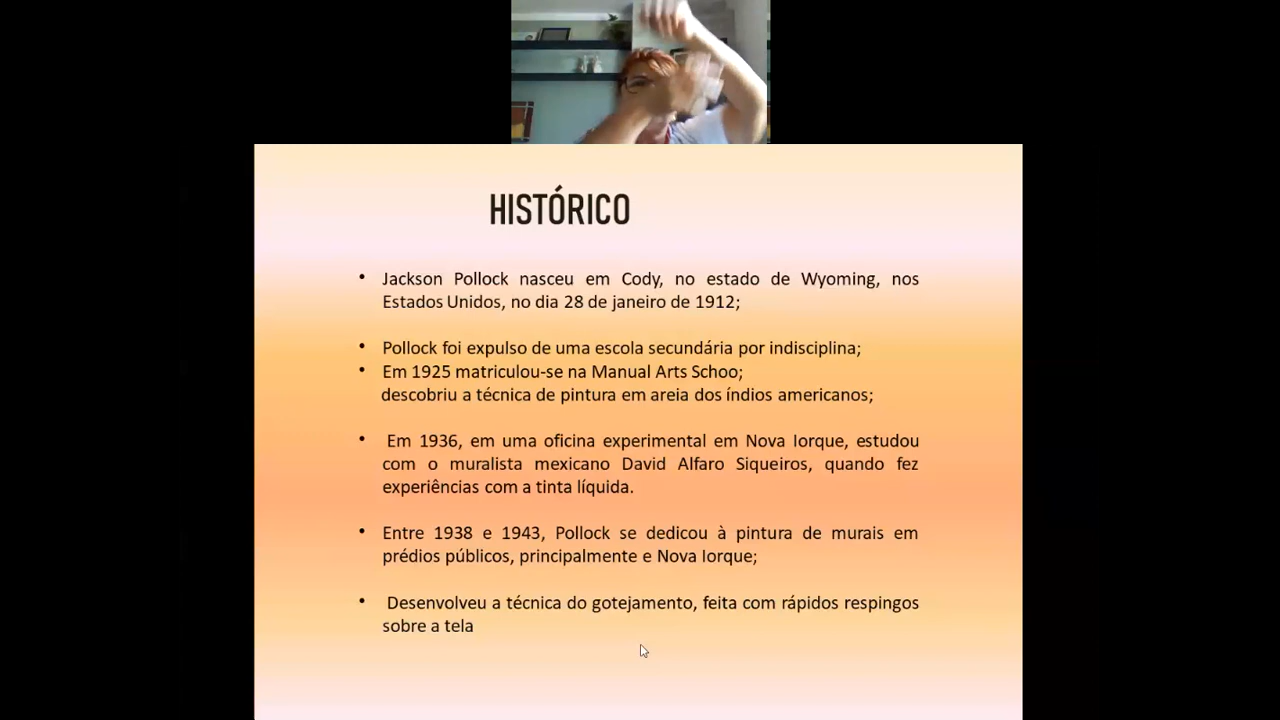 HISTÓRICO
• Jackson Pollock nasceu em Cody, no estado de Wyoming, nos
Estados Unidos, no dia 28 de janeiro de 1912;
• Pollock foi expulso de uma escola secundária por indisciplina;
• Em 1925 matriculou-se na Manual Arts Schoo;
descobriu a técnica de pintura em areia dos índios americanos;
• Em 1936, em uma oficina experimental em Nova Iorque, estudou
com o muralista mexicano David Alfaro Siqueiros, quando fez
experiências com a tinta líquida.
• Entre 1938 e 1943, Pollock se dedicou à pintura de murais em
prédios públicos, principalmente e Nova Iorque;
• Desenvolveu a técnica do gotejamento, feita com rápidos respingos
sobre a tela